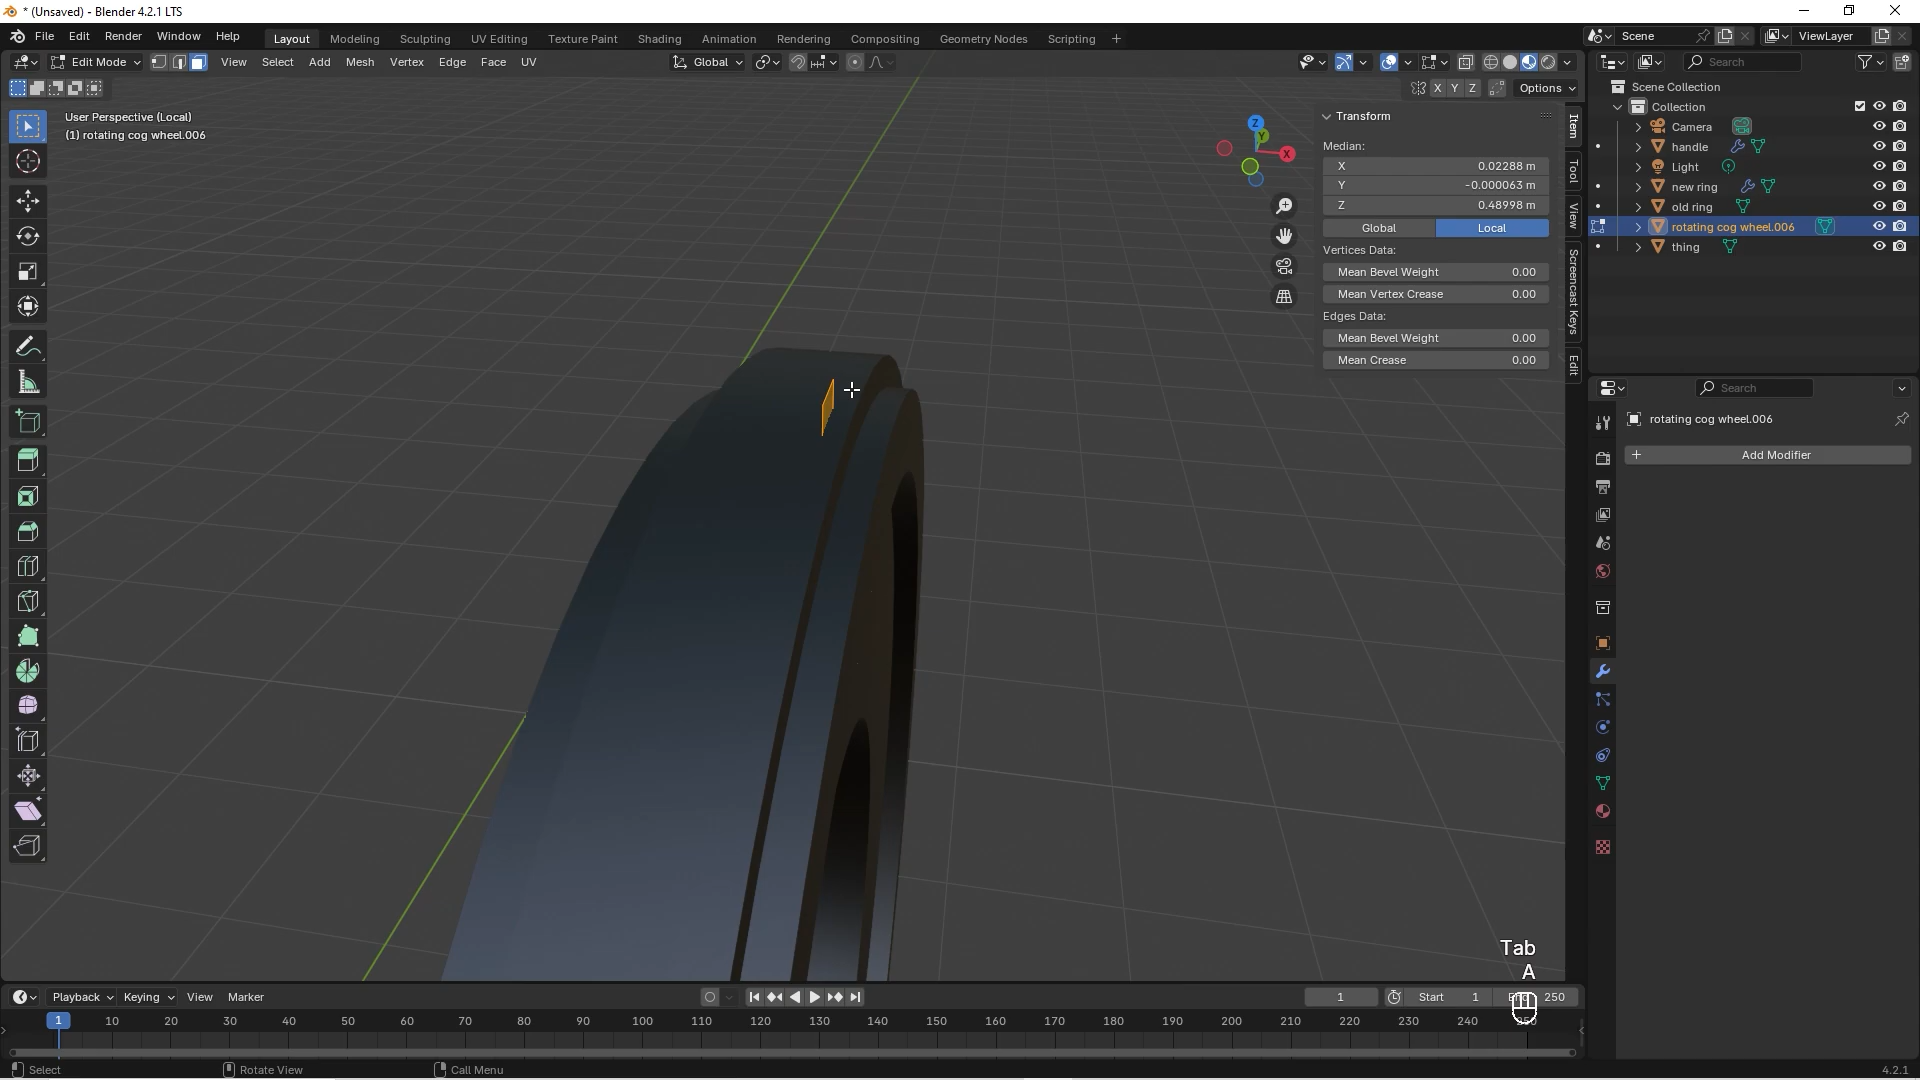 * (Unsaved) - Blender 4.2.1 LTS
File Edit Render Window Help Layout Modeling Sculpting UV Editing Texture Paint Shading Animation Rendering Compositing Geometry Nodes Scripting + Scene ViewLayer
Edit Mode View Select Add Mesh Vertex Edge Face UV Global Search
X Y Z Options
Scene Collection
Collection
Camera
handle
Light
new ring
old ring
rotating cog wheel.006
thing
User Perspective (Local)
(1) rotating cog wheel.006
Z
Y
X
Transform
Median:
X 0.02288 m
Y -0.000063 m
Z 0.48998 m
Global Local
Vertices Data:
Mean Bevel Weight 0.00
Mean Vertex Crease 0.00
Edges Data:
Mean Bevel Weight 0.00
Mean Crease 0.00
Item
Tool
View
Screencast Keys
Edit
Search
rotating cog wheel.006
+ Add Modifier
Tab
A
Playback Keying View Marker 1 Start 1 250
1 10 20 30 40 50 60 70 80 90 100 110 120 130 140 150 160 170 180 190 200 210 220 230 240
Select Rotate View Call Menu 4.2.1